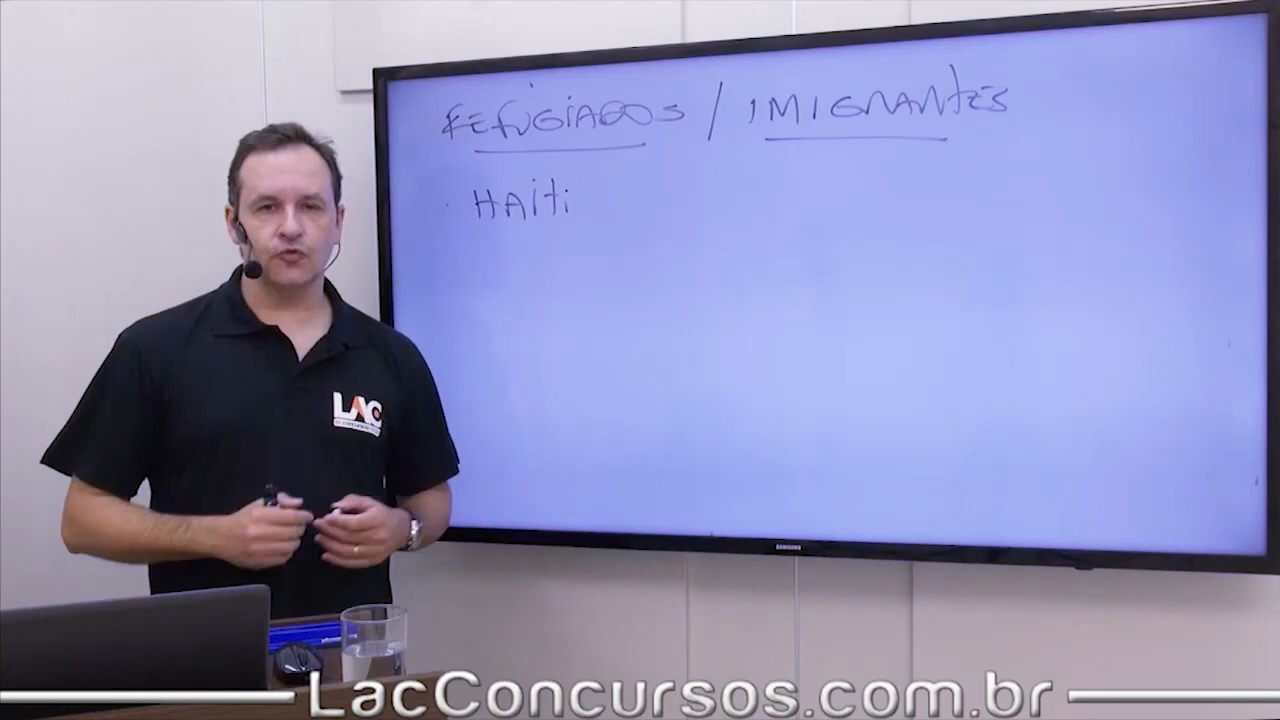 REFUGIADOS / IMIGRANTES
HAiti
LAC
SAMSUNG
LacConcursos.com.br